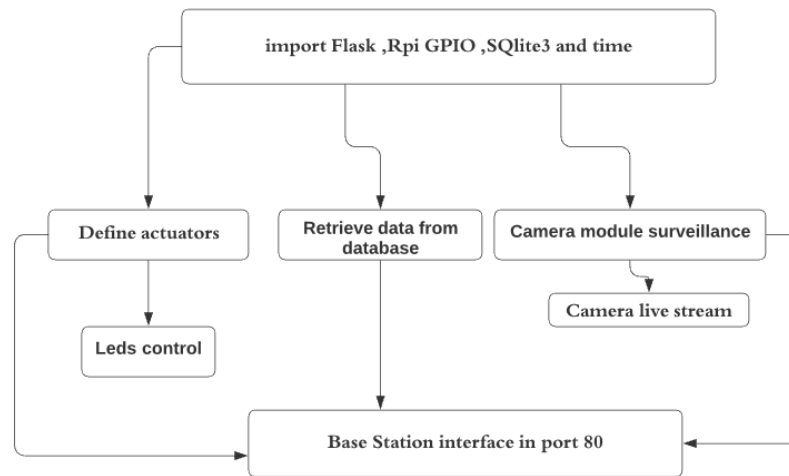 import Flask ,Rpi GPIO ,SQlite3 and time
Define actuators
Retrieve data from
database
Camera module surveillance
Camera live stream
Leds control
Base Station interface in port 80